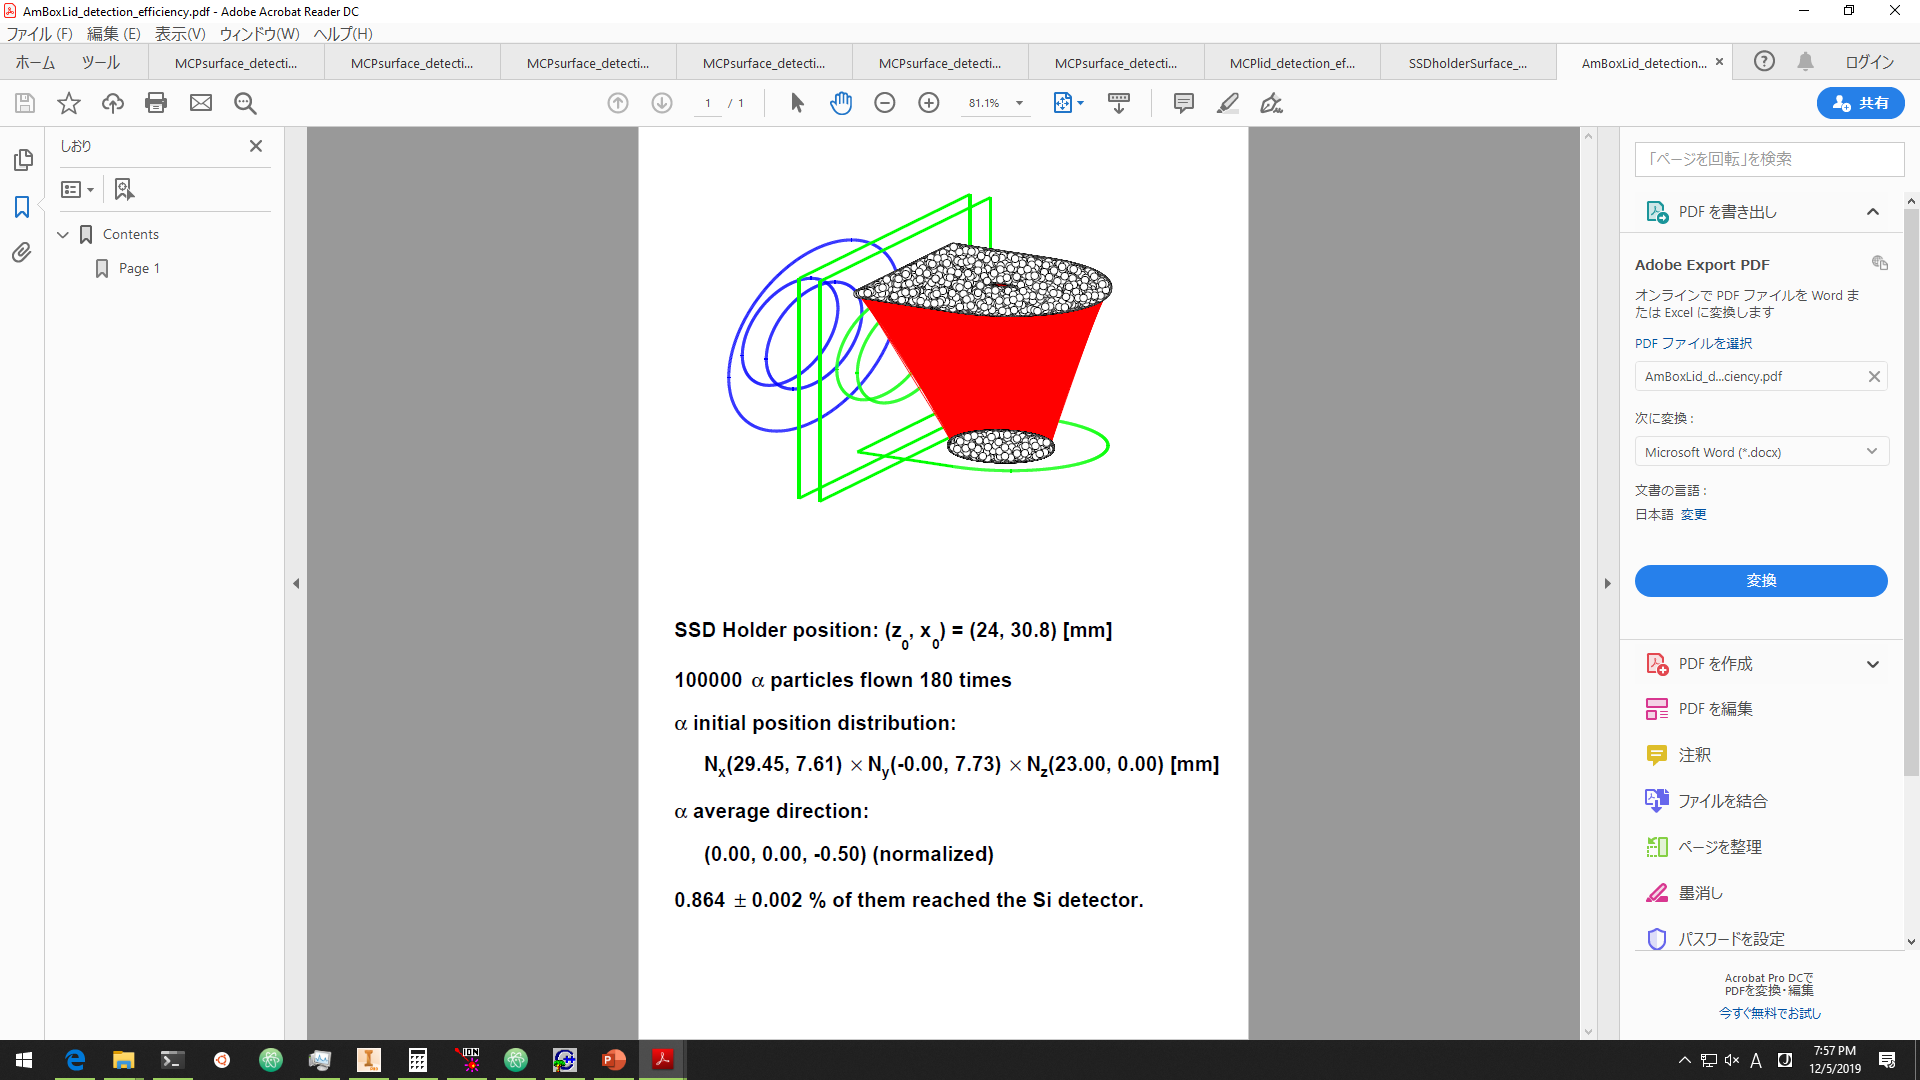 AmBoxLid_detection_efficiency.pdf - Adobe Acrobat Reader DC
ファイル (F) 編集 (E) 表示(V) ウィンドウ(W) ヘルプ(H)
ホーム ツール MCPsurface_detecti... MCPsurface_detecti... MCPsurface_detecti... MCPsurface_detecti... MCPsurface_detecti... MCPsurface_detecti... MCPlid_detection_ef... SSDholderSurface_... AmBoxLid_detection... ログイン
1 / 1 81.1% 共有
しおり
Contents
Page 1
SSD Holder position: (z0, x0) = (24, 30.8) [mm]
100000 α particles flown 180 times
α initial position distribution:
Nx(29.45, 7.61) × Ny(-0.00, 7.73) × Nz(23.00, 0.00) [mm]
α average direction:
(0.00, 0.00, -0.50) (normalized)
0.864 ± 0.002 % of them reached the Si detector.
「ページを回転」を検索
PDF を書き出し
Adobe Export PDF
オンラインで PDF ファイルを Word ま
たは Excel に変換します
PDF ファイルを選択
AmBoxLid_d...ciency.pdf
次に変換 :
Microsoft Word (*.docx)
文書の言語 :
日本語 変更
変換
PDF を作成
PDF を編集
注釈
ファイルを結合
ページを整理
墨消し
パスワードを設定
Acrobat Pro DCで
PDFを変換・編集
今すぐ無料でお試し
ION
A
7:57 PM
12/5/2019